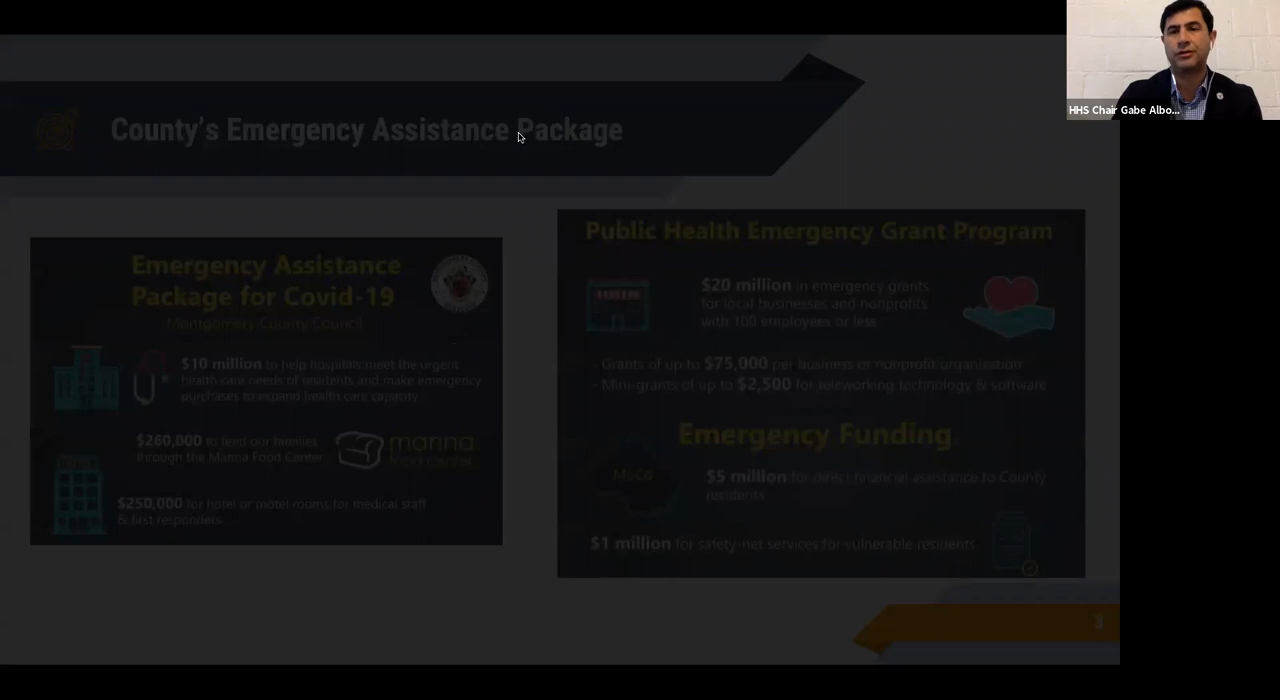 HHS Chair Gabe Albo...
County's Emergency Assistance Package
Emergency Assistance
Package for Covid-19
Montgomery County Council
$10 million to help hospitals meet the urgent
health care needs of residents and make emergency
purchases to expand health care capacity
$260,000 to feed our families
through the Manna Food Center
manna
food center
$250,000 for hotel or motel rooms for medical staff
& first responders
Public Health Emergency Grant Program
$20 million in emergency grants
for local businesses and nonprofits
with 100 employees or less
- Grants of up to $75,000 per business or nonprofit organization
- Mini-grants of up to $2,500 for teleworking technology & software
Emergency Funding
MoCo
$5 million for direct financial assistance to County
residents
$1 million for safety-net services for vulnerable residents